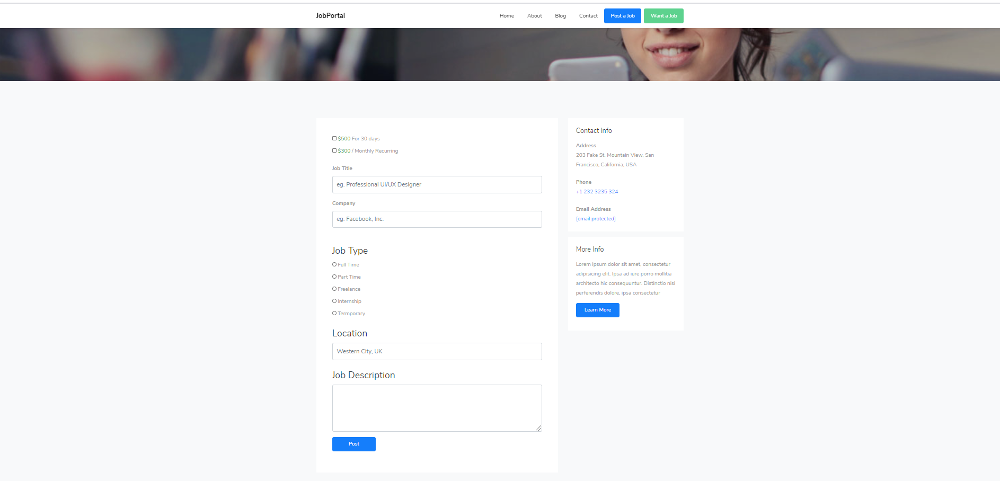 JobPortal
Home
About
Blog
Contact
Post a Job
Want a Job
$500 For 30 days
$300 / Monthly Recurring
Job Title
eg. Professional UI/UX Designer
Company
eg. Facebook, Inc.
Job Type
Full Time
Part Time
Freelance
Internship
Termporary
Location
Western City, UK
Job Description
Post
Contact Info
Address
203 Fake St. Mountain View, San
Francisco, California, USA
Phone
+1 232 3235 324
Email Address
[email protected]
More Info
Lorem ipsum dolor sit amet, consectetur
adipisicing elit. Ipsa ad iure porro mollitia
architecto hic consequuntur. Distinctio nisi
perferendis dolore, ipsa consectetur
Learn More